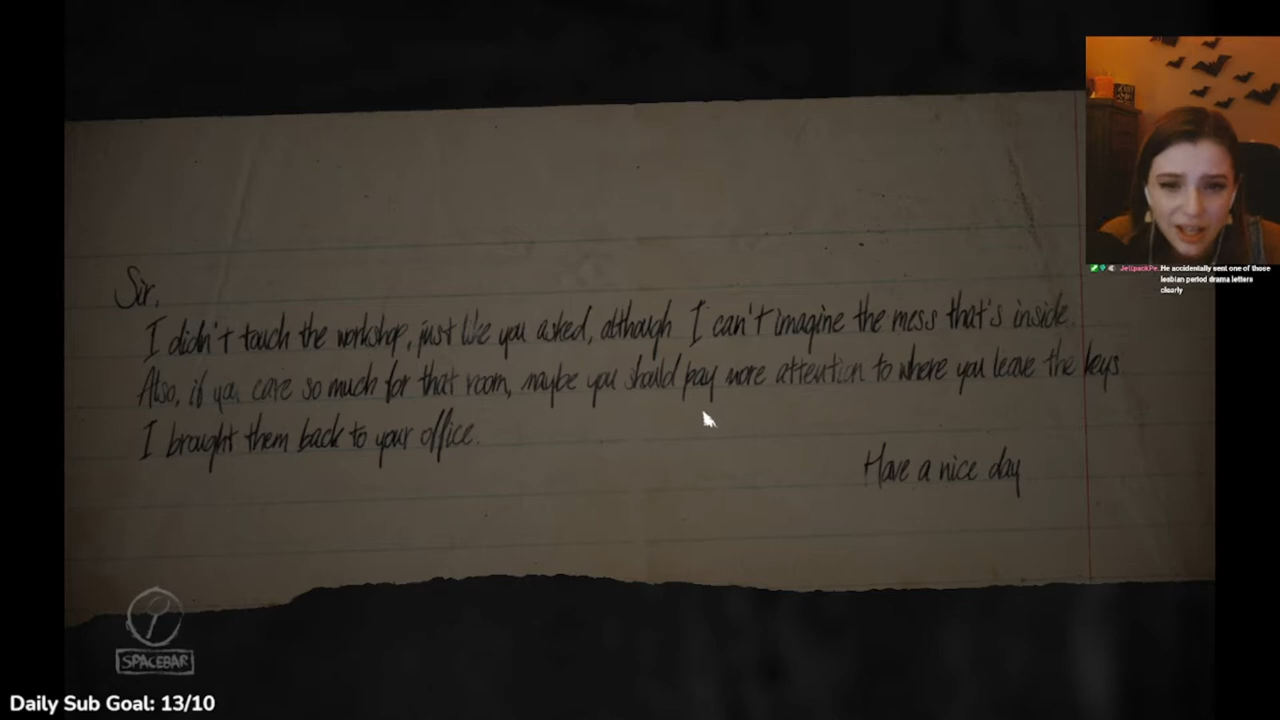 Sir,
I didn't touch the workshop, just like you asked, although I can't imagine the mess that's inside.
Also, if you care so much for that room, maybe you should pay more attention to where you leave the keys
I brought them back to your office.
Have a nice day
SPACEBAR
Daily Sub Goal: 13/10
He accidentally sent one of those
lesbian period drama letters
clearly